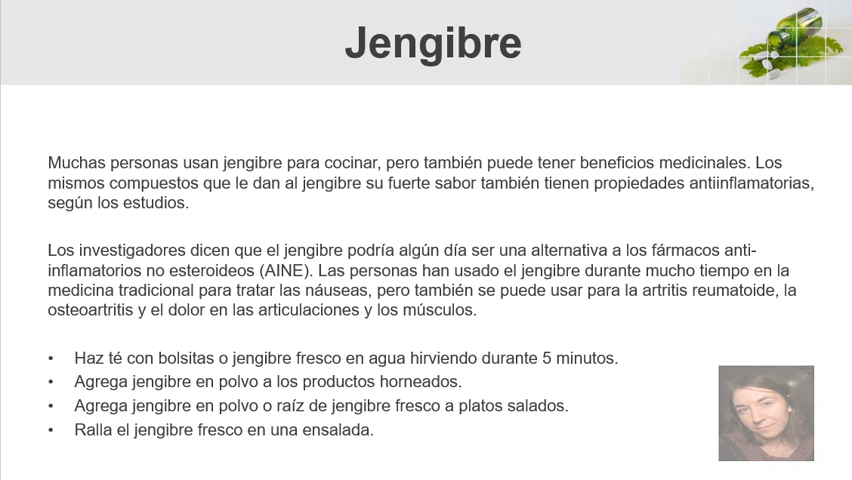 Jengibre
Muchas personas usan jengibre para cocinar, pero también puede tener beneficios medicinales. Los
mismos compuestos que le dan al jengibre su fuerte sabor también tienen propiedades antiinflamatorias,
según los estudios.
Los investigadores dicen que el jengibre podría algún día ser una alternativa a los fármacos anti-
inflamatorios no esteroideos (AINE). Las personas han usado el jengibre durante mucho tiempo en la
medicina tradicional para tratar las náuseas, pero también se puede usar para la artritis reumatoide, la
osteoartritis y el dolor en las articulaciones y los músculos.
• Haz té con bolsitas o jengibre fresco en agua hirviendo durante 5 minutos.
• Agrega jengibre en polvo a los productos horneados.
• Agrega jengibre en polvo o raíz de jengibre fresco a platos salados.
• Ralla el jengibre fresco en una ensalada.